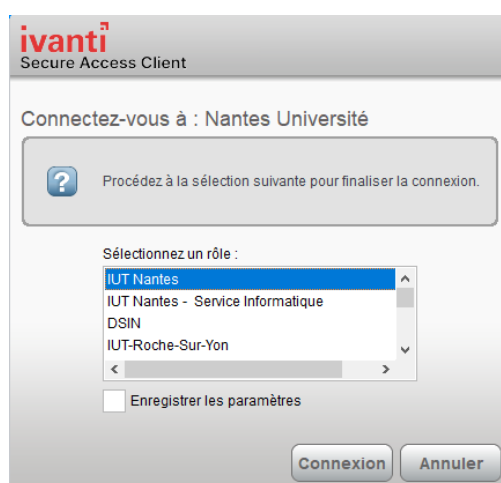 ivanti
Secure Access Client
Connectez-vous à : Nantes Université
Procédez à la sélection suivante pour finaliser la connexion.
Sélectionnez un rôle :
IUT Nantes
IUT Nantes - Service Informatique
DSIN
IUT-Roche-Sur-Yon
Enregistrer les paramètres
Connexion
Annuler